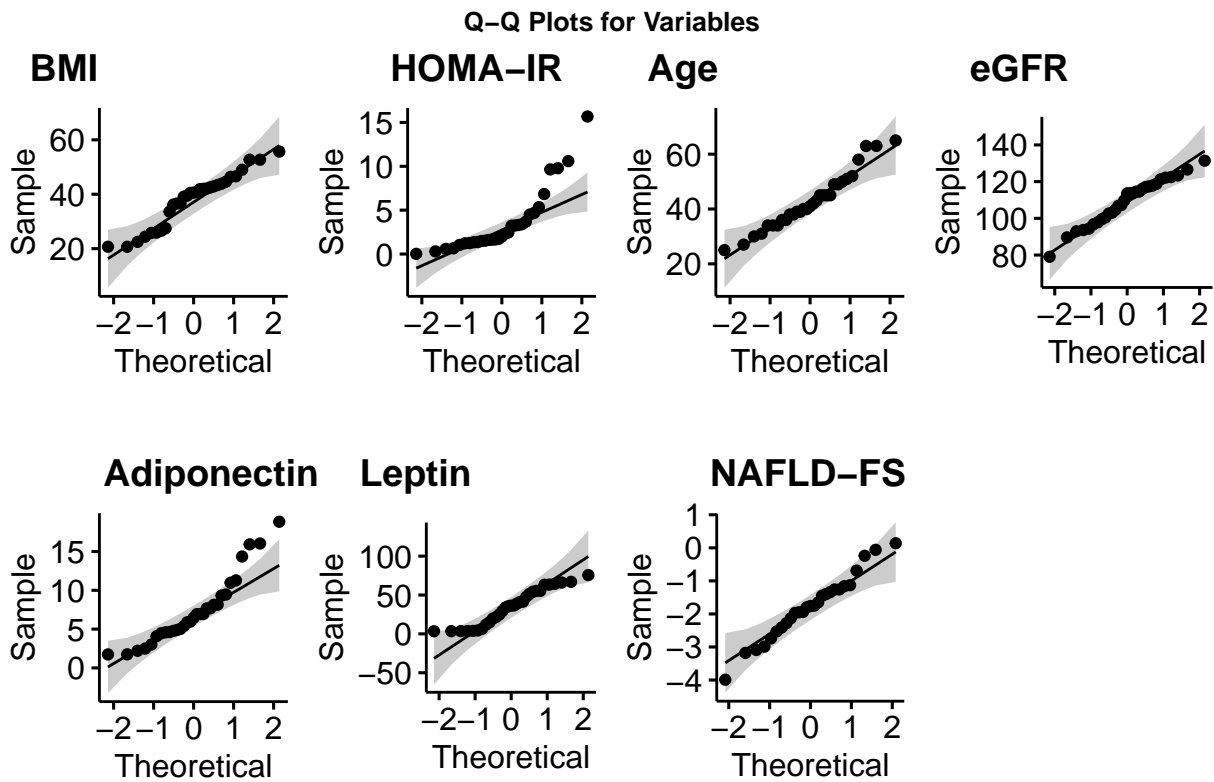 Q−Q Plots for Variables
BMI
HOMA−IR
Age
eGFR
60
40
20
Sample
−2 −1 0 1 2
Theoretical
15
10
5
0
Sample
−2 −1 0 1 2
Theoretical
60
40
20
Sample
−2 −1 0 1 2
Theoretical
140
120
100
80
Sample
−2 −1 0 1 2
Theoretical
Adiponectin
Leptin
NAFLD−FS
15
10
5
0
Sample
−2 −1 0 1 2
Theoretical
100
50
0
−50
Sample
−2 −1 0 1 2
Theoretical
1
0
−1
−2
−3
−4
Sample
−2 −1 0 1 2
Theoretical